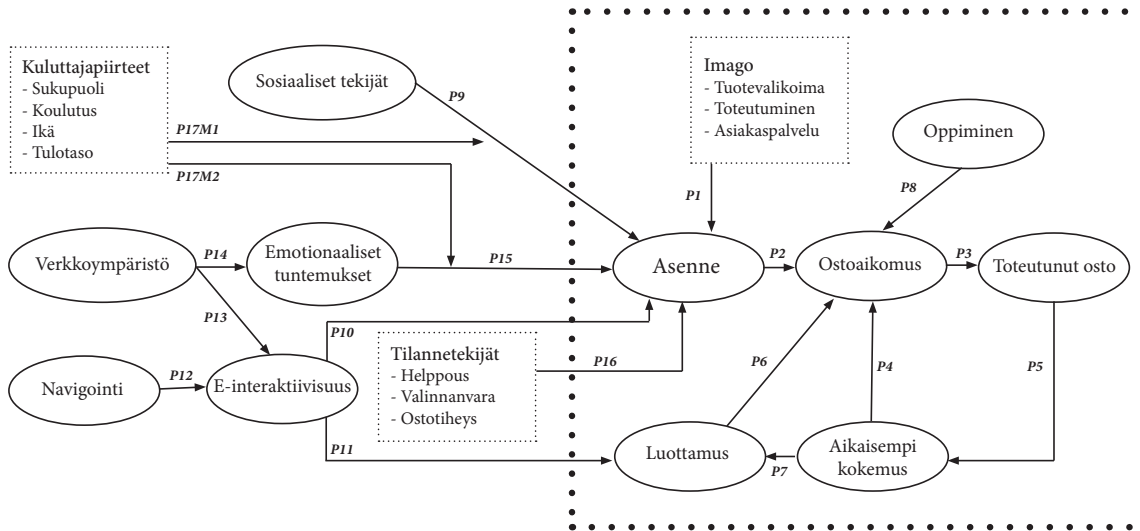 Kuluttajapiirteet
- Sukupuoli
- Koulutus
- Ikä
- Tulotaso
Sosiaaliset tekijät
P9
P17M1
P17M2
Imago
- Tuotevalikoima
- Toteutuminen
- Asiakaspalvelu
Oppiminen
P1
P8
Verkkoympäristö
P14
Emotionaaliset
tuntemukset
P15
Asenne
P2
Ostoaikomus
P3
Toteutunut osto
P13
P10
Tilannetekijät
- Helppous
- Valinnanvara
- Ostotiheys
P16
P6
P4
P5
Navigointi
P12
E-interaktiivisuus
P11
Luottamus
P7
Aikaisempi
kokemus